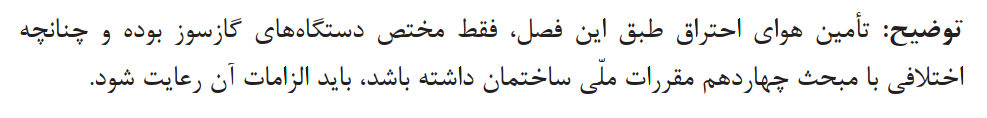 توضیح: تأمین هوای احتراق طبق این فصل، فقط مختص دستگاه‌های گازسوز بوده و چنانچه
اختلافی با مبحث چهاردهم مقررات ملّی ساختمان داشته باشد، باید الزامات آن رعایت شود.